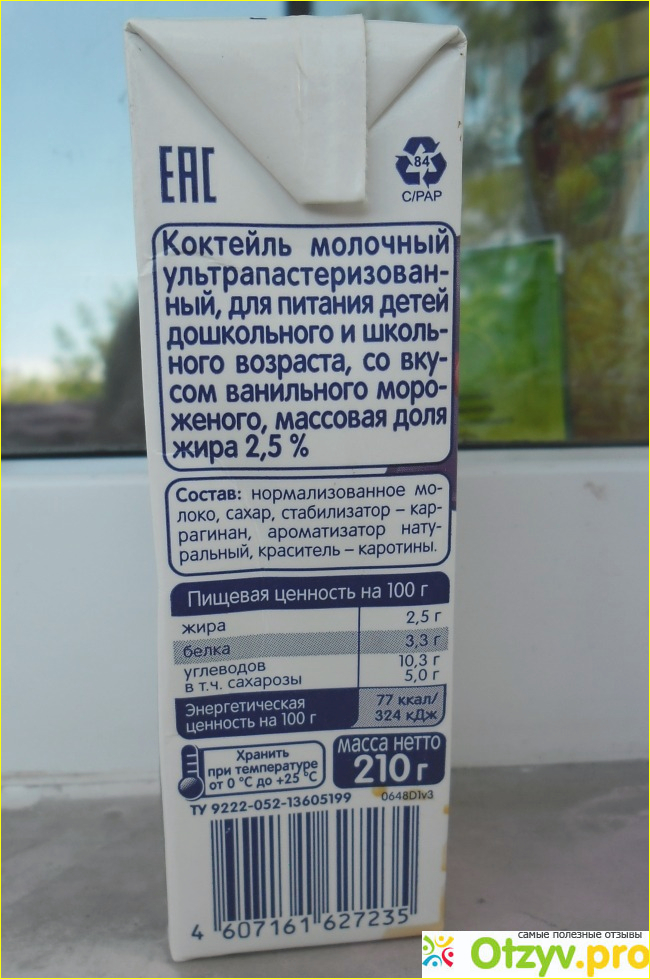 ЕАС
84
C/PAP
Коктейль молочный
ультрапастеризован-
ный, для питания детей
дошкольного и школь-
ного возраста, со вку-
сом ванильного моро-
женого, массовая доля
жира 2,5 %
Состав: нормализованное мо-
локо, сахар, стабилизатор – кар-
рагинан, ароматизатор нату-
ральный, краситель – каротины.
Пищевая ценность на 100 г
жира 2,5 г
белка 3,3 г
углеводов 10,3 г
в т.ч. сахарозы 5,0 г
Энергетическая 77 ккал/
ценность на 100 г 324 кДж
Хранить
при температуре
от 0 °С до +25 °С
масса нетто
210 г
ТУ 9222-052-13605199
0648D1v3
4 607161 627235
самые полезные отзывы
Otzyv.pro